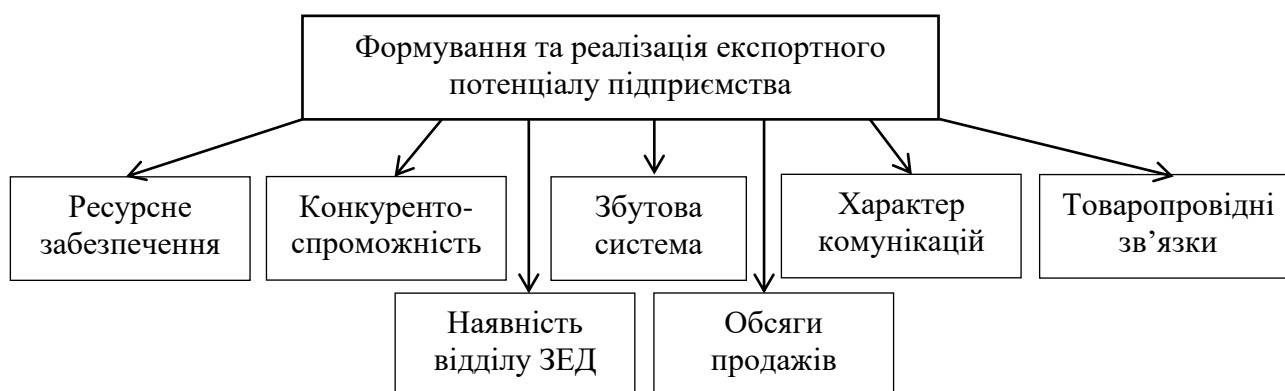 Формування та реалізація експортного
потенціалу підприємства
Ресурсне
забезпечення
Конкуренто-
спроможність
Збутова
система
Характер
комунікацій
Товаропровідні
зв’язки
Наявність
відділу ЗЕД
Обсяги
продажів